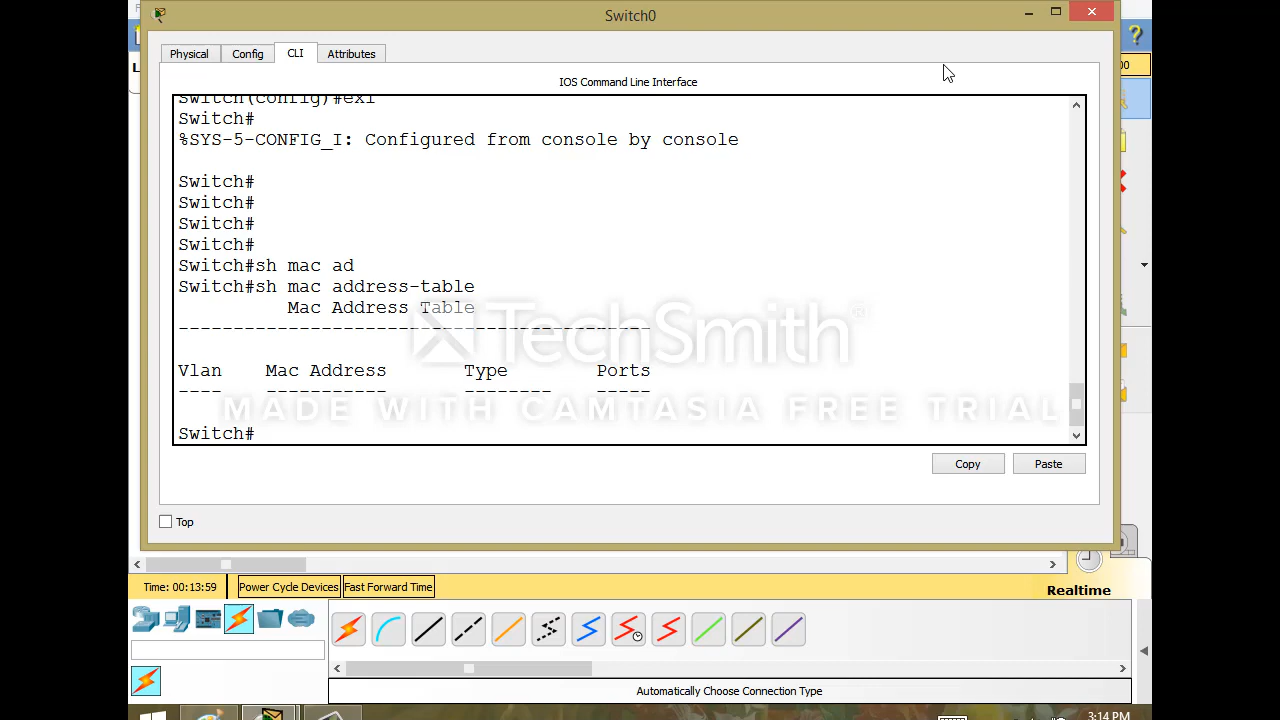 Switch0
Physical Config CLI Attributes
IOS Command Line Interface
Switch(config)#exi
Switch#
%SYS-5-CONFIG_I: Configured from console by console
Switch#
Switch#
Switch#
Switch#
Switch#sh mac ad
Switch#sh mac address-table
Mac Address Table
-------------------------------------------
Vlan Mac Address Type Ports
---- ----------- -------- -----
Switch#
TechSmith
MADE WITH CAMTASIA FREE TRIAL
Copy Paste
Top
Time: 00:13:59 Power Cycle Devices Fast Forward Time
Realtime
Automatically Choose Connection Type
3:14 PM